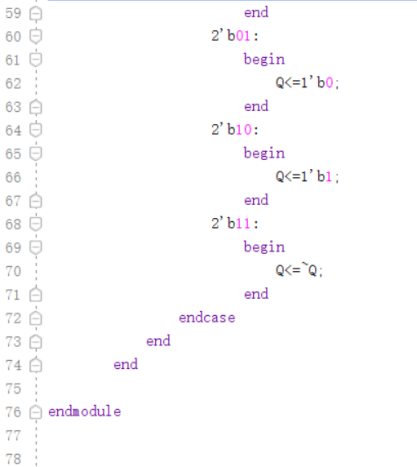 59 end
60 2'b01:
61 begin
62 Q<=1'b0;
63 end
64 2'b10:
65 begin
66 Q<=1'b1;
67 end
68 2'b11:
69 begin
70 Q<=~Q;
71 end
72 endcase
73 end
74 end
75
76 endmodule
77
78